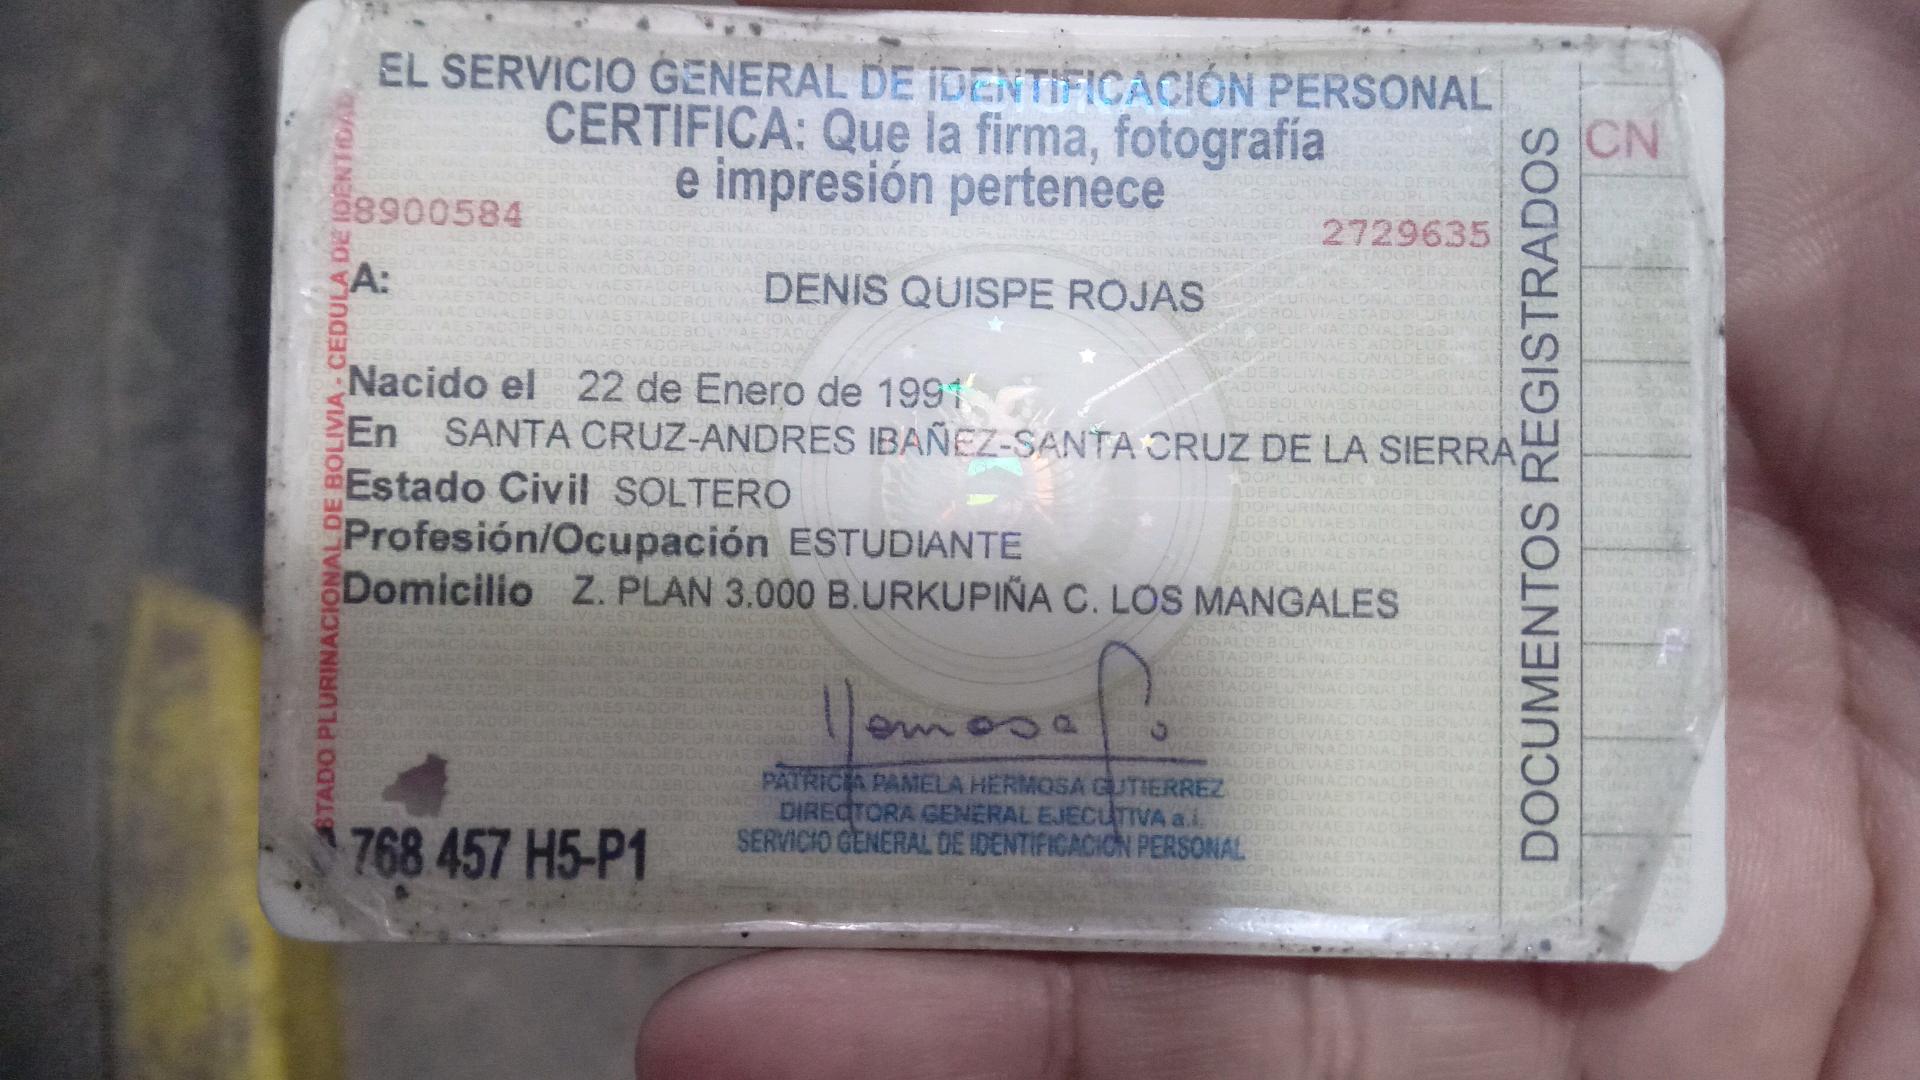 EL SERVICIO GENERAL DE IDENTIFICACIÓN PERSONAL
CERTIFICA: Que la firma, fotografía
e impresión pertenece
8900584
2729635
A: DENIS QUISPE ROJAS
Nacido el 22 de Enero de 1991
En SANTA CRUZ-ANDRES IBAÑEZ-SANTA CRUZ DE LA SIERRA
Estado Civil SOLTERO
Profesión/Ocupación ESTUDIANTE
Domicilio Z. PLAN 3.000 B.URKUPIÑA C. LOS MANGALES
Hermosa G
PATRICIA PAMELA HERMOSA GUTIERREZ
DIRECTORA GENERAL EJECUTIVA a.i.
SERVICIO GENERAL DE IDENTIFICACIÓN PERSONAL
768 457 H5-P1
ESTADO PLURINACIONAL DE BOLIVIA - CEDULA DE IDENTIDAD
DOCUMENTOS REGISTRADOS
CN